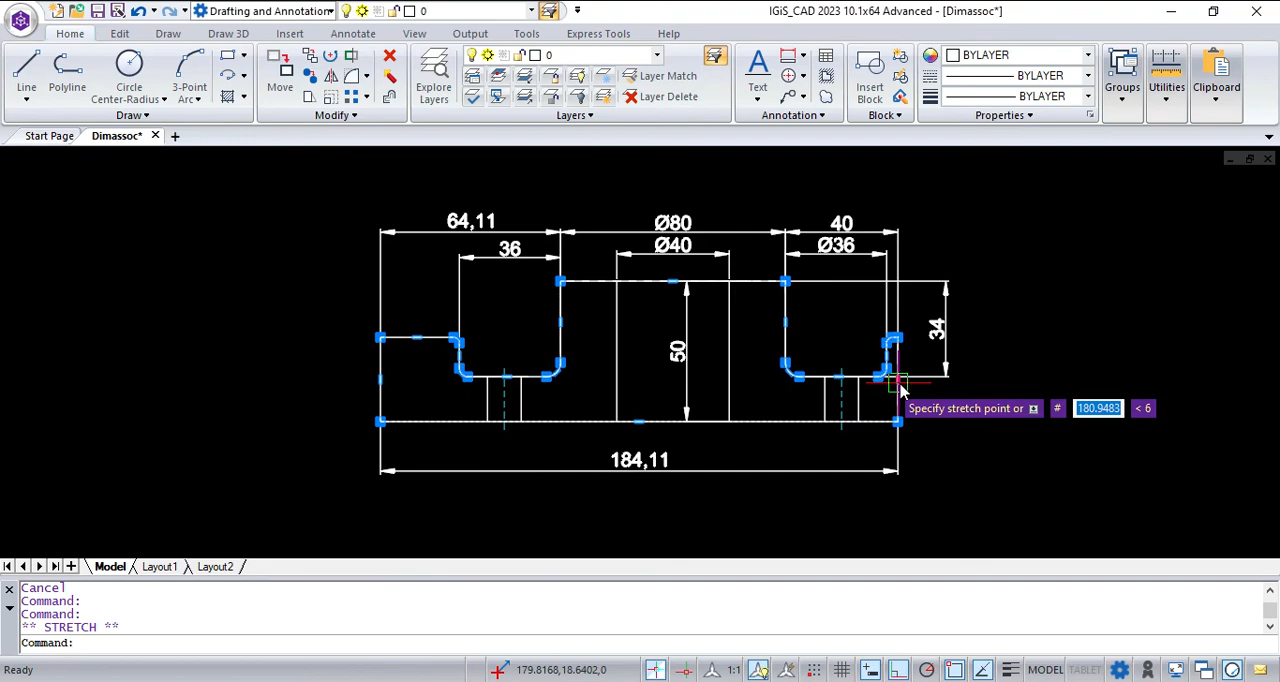 Drafting and Annotation 0 IGiS_CAD 2023 10.1x64 Advanced - [Dimassoc*]
Home Edit Draw Draw 3D Insert Annotate View Output Tools Express Tools Help
Line Polyline Circle Center-Radius 3-Point Arc Move Explore Layers 0 Layer Match Layer Delete Text Insert Block BYLAYER BYLAYER BYLAYER Groups Utilities Clipboard
Draw Modify Layers Annotation Block Properties
Start Page Dimassoc*
64,11 Ø80 40
36 Ø40 Ø36
34
50
Specify stretch point or # 180.9483 < 6
184,11
Model Layout1 Layout2
Cancel
Command:
Command:
** STRETCH **
Command:
Ready 179.8168,18.6402,0 1:1 MODEL TABLET